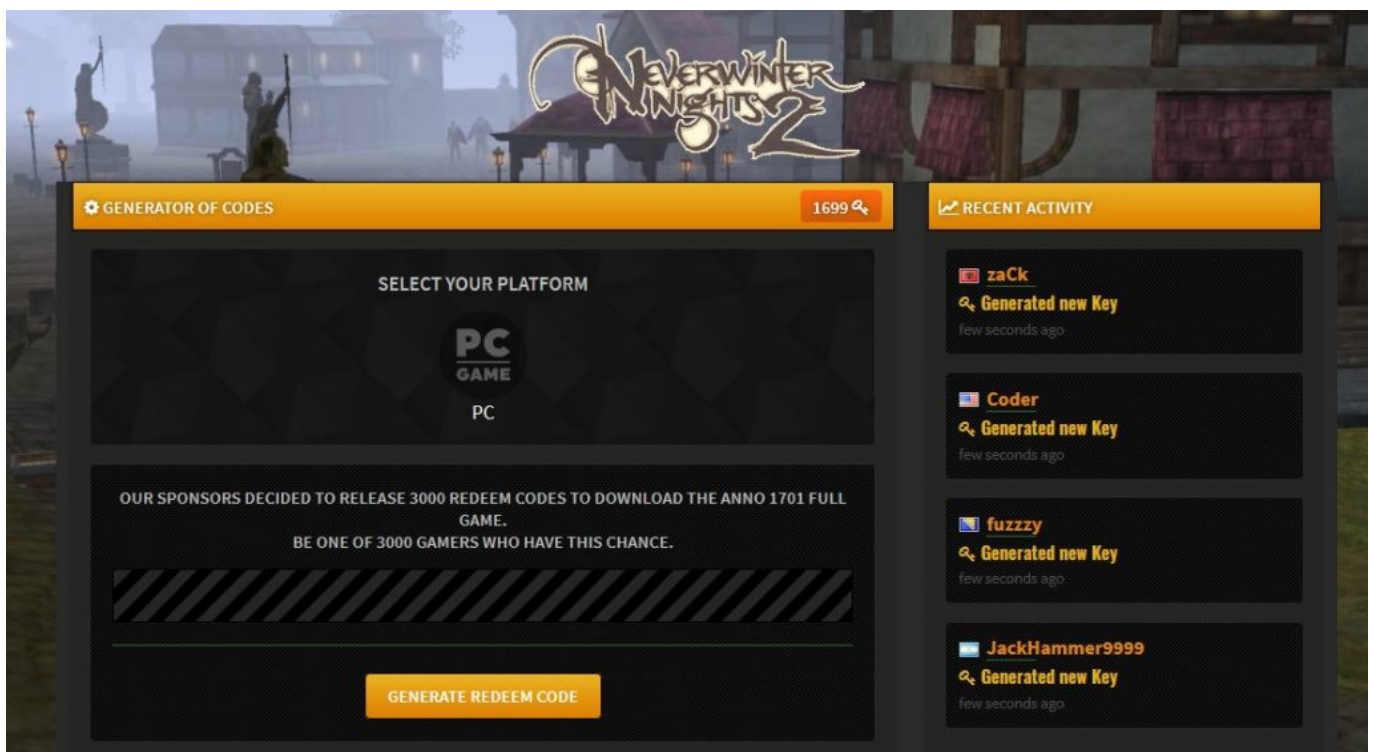 NEVERWINTER
NIGHTS 2
GENERATOR OF CODES
1699
SELECT YOUR PLATFORM
PC
GAME
PC
OUR SPONSORS DECIDED TO RELEASE 3000 REDEEM CODES TO DOWNLOAD THE ANNO 1701 FULL
GAME.
BE ONE OF 3000 GAMERS WHO HAVE THIS CHANCE.
GENERATE REDEEM CODE
RECENT ACTIVITY
zaCk
Generated new Key
few seconds ago
Coder
Generated new Key
few seconds ago
fuzzzy
Generated new Key
few seconds ago
JackHammer9999
Generated new Key
few seconds ago